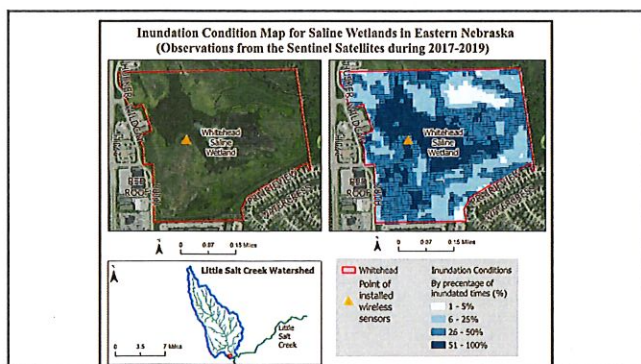 Inundation Condition Map for Saline Wetlands in Eastern Nebraska
(Observations from the Sentinel Satellites during 2017-2019)
Whitehead
Saline
Wetland
Whitehead
Saline
Wetland
0 0.07 0.15 Miles
0 0.07 0.15 Miles
Little Salt Creek Watershed
Little
Salt
Creek
0 3.5 7 Miles
Whitehead
Point of
installed
wireless
sensors
Inundation Conditions
By precentage of
inundated times (%)
1 - 5%
6 - 25%
26 - 50%
51 - 100%